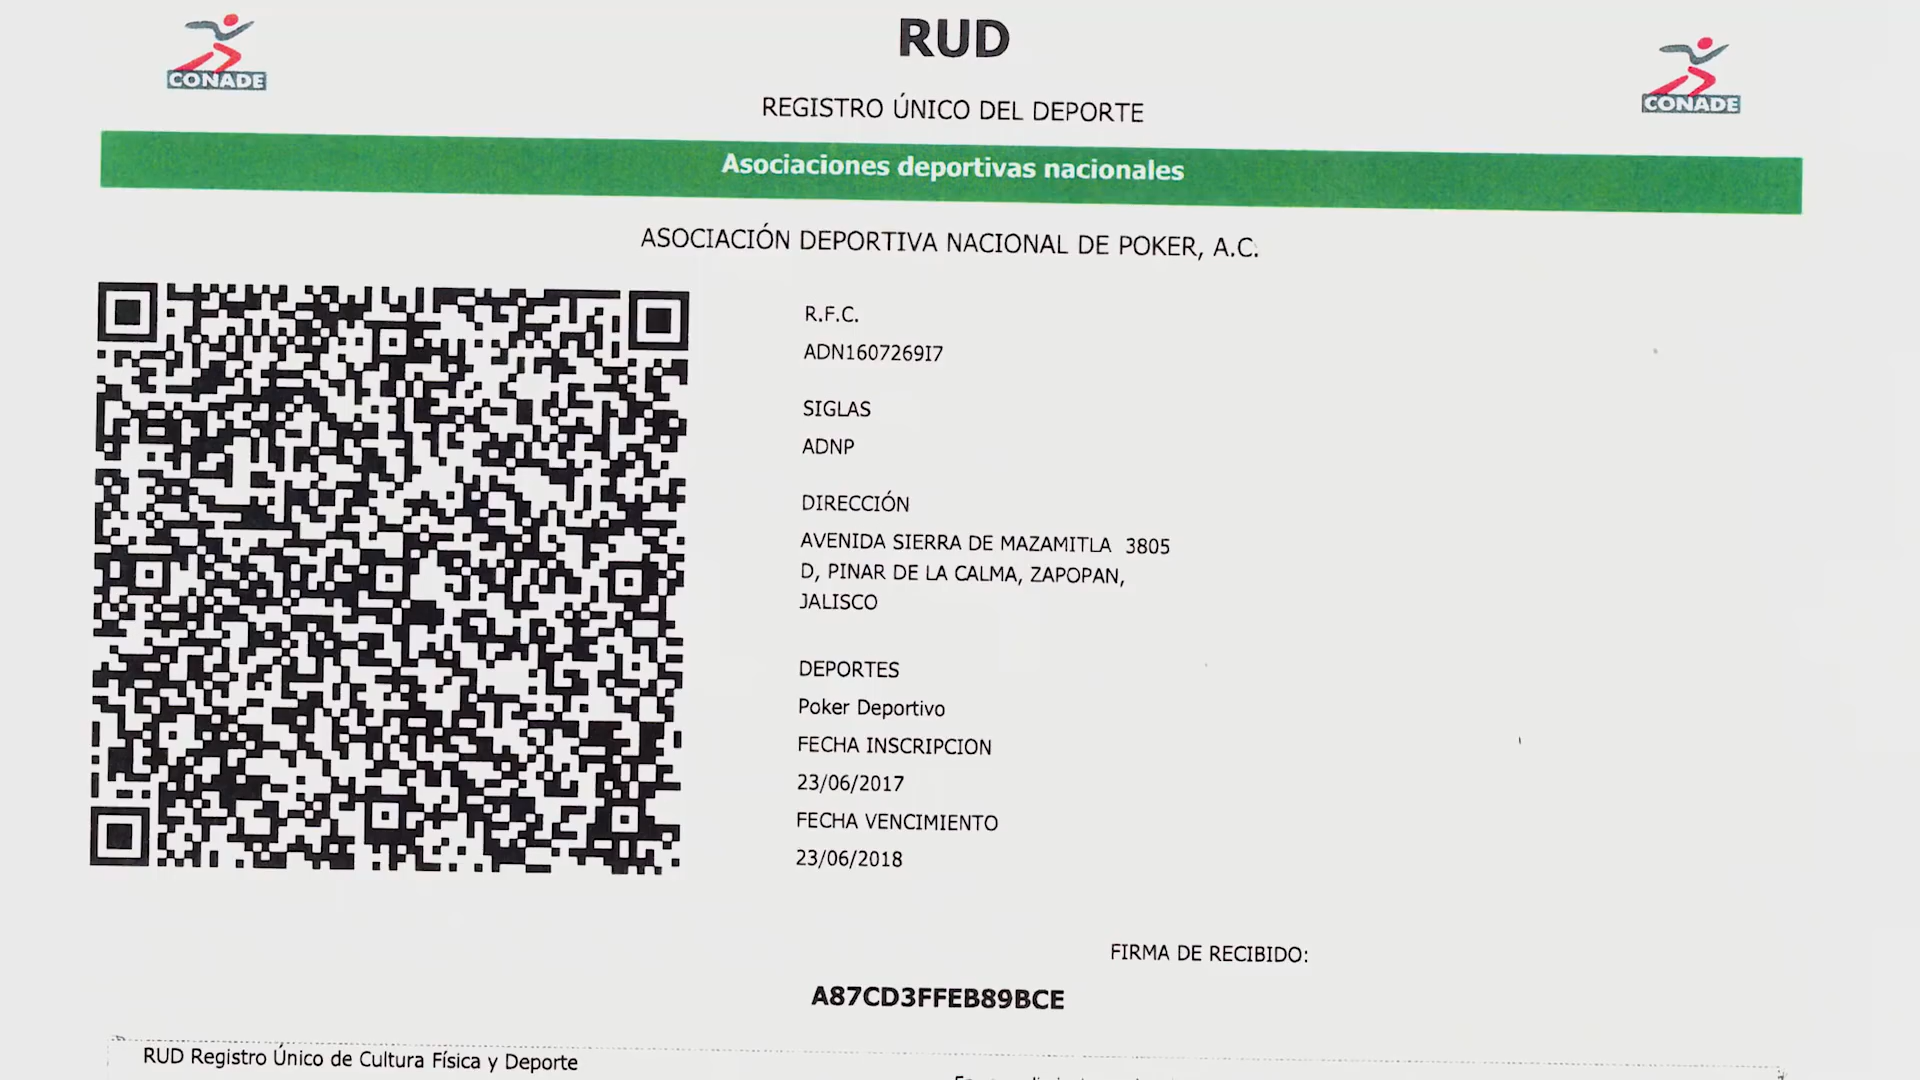 CONADE
RUD
CONADE
REGISTRO ÚNICO DEL DEPORTE
Asociaciones deportivas nacionales
ASOCIACIÓN DEPORTIVA NACIONAL DE POKER, A.C.
R.F.C.
ADN1607269I7
SIGLAS
ADNP
DIRECCIÓN
AVENIDA SIERRA DE MAZAMITLA 3805
D, PINAR DE LA CALMA, ZAPOPAN,
JALISCO
DEPORTES
Poker Deportivo
FECHA INSCRIPCION
23/06/2017
FECHA VENCIMIENTO
23/06/2018
FIRMA DE RECIBIDO:
A87CD3FFEB89BCE
RUD Registro Único de Cultura Física y Deporte